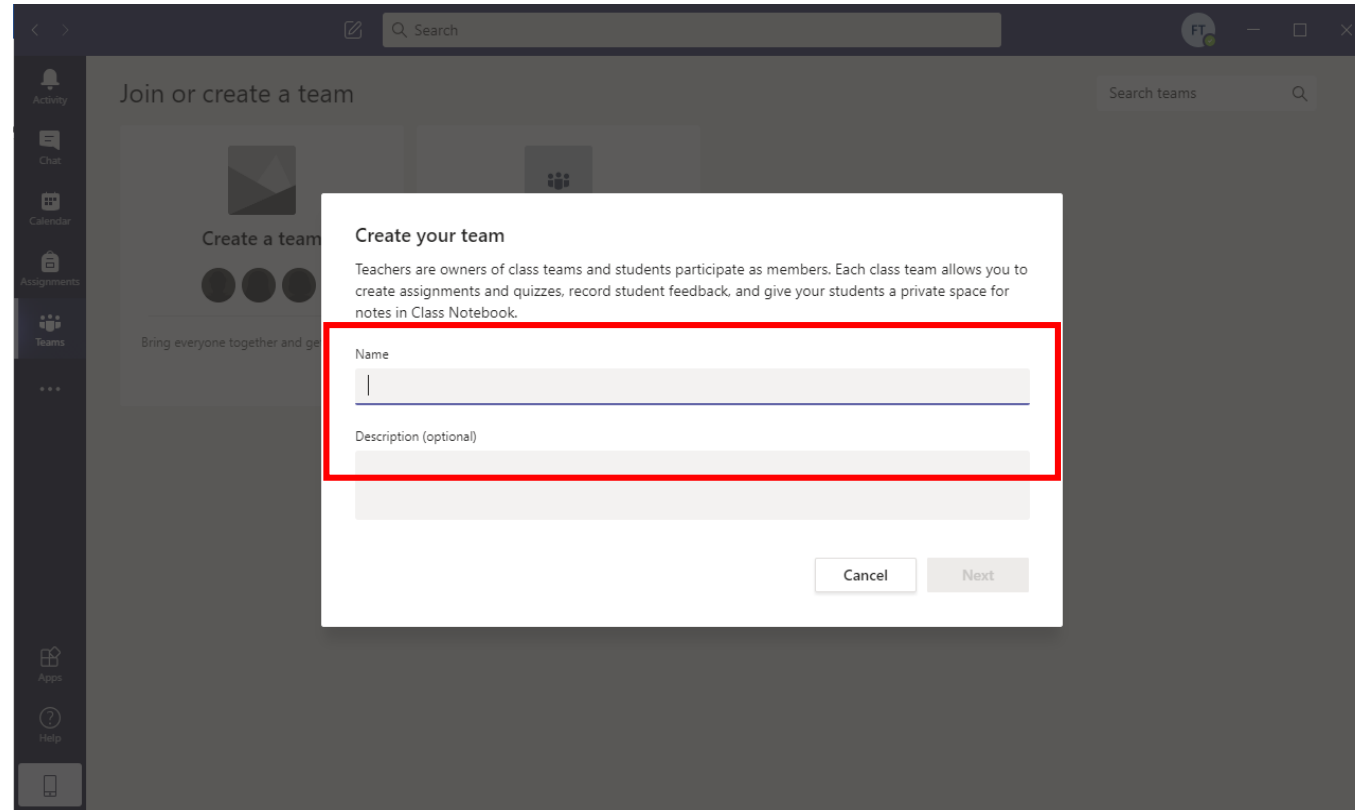 Search
FT
Activity
Join or create a team
Search teams
Chat
Calendar
Create a team
Assignments
Teams
Bring everyone together and ge
Create your team
Teachers are owners of class teams and students participate as members. Each class team allows you to
create assignments and quizzes, record student feedback, and give your students a private space for
notes in Class Notebook.
Name
Description (optional)
Cancel
Next
Apps
Help